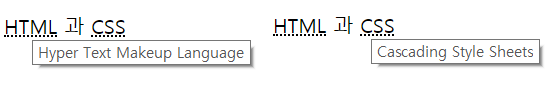 HTML 과 CSS
Hyper Text Makeup Language
HTML 과 CSS
Cascading Style Sheets